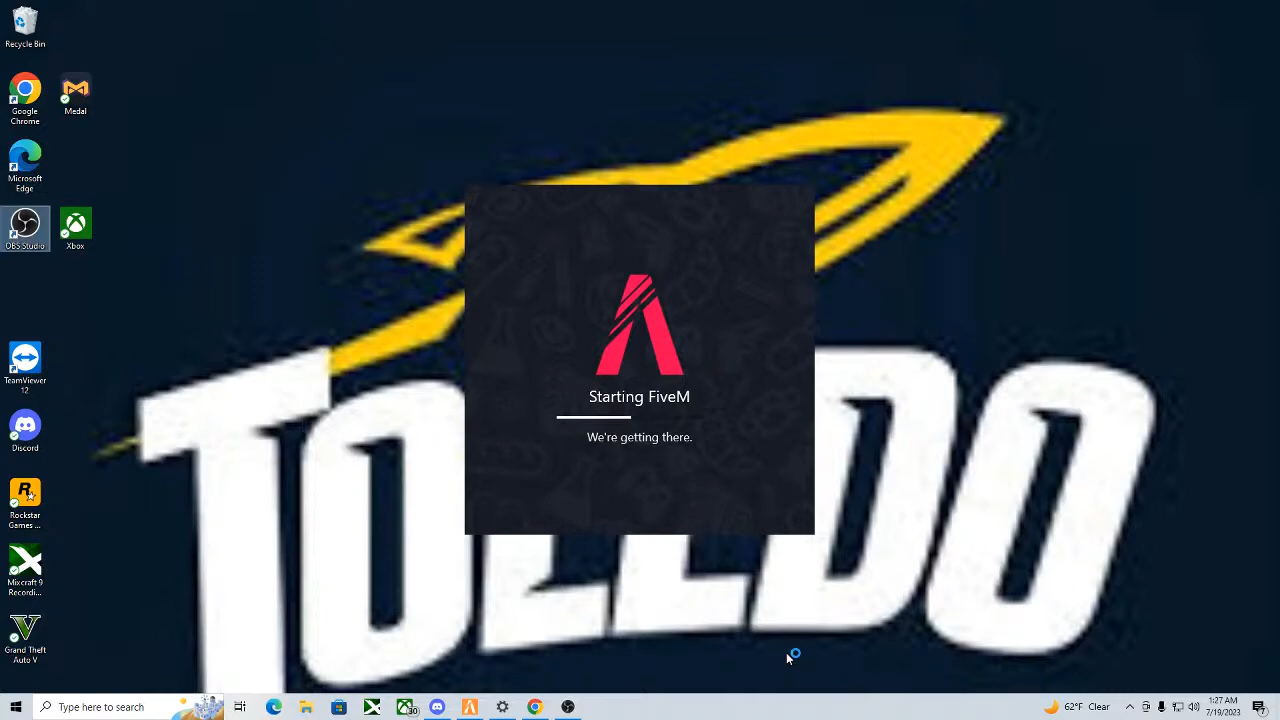 Recycle Bin
Google
Chrome
Medal
Microsoft
Edge
OBS Studio
Xbox
TeamViewer
12
Discord
Rockstar
Games ...
Mixcraft 9
Recordi...
Grand Theft
Auto V
TOLEDO
Starting FiveM
We're getting there.
Type here to search
30
62°F Clear
1:27 AM
7/19/2023
7